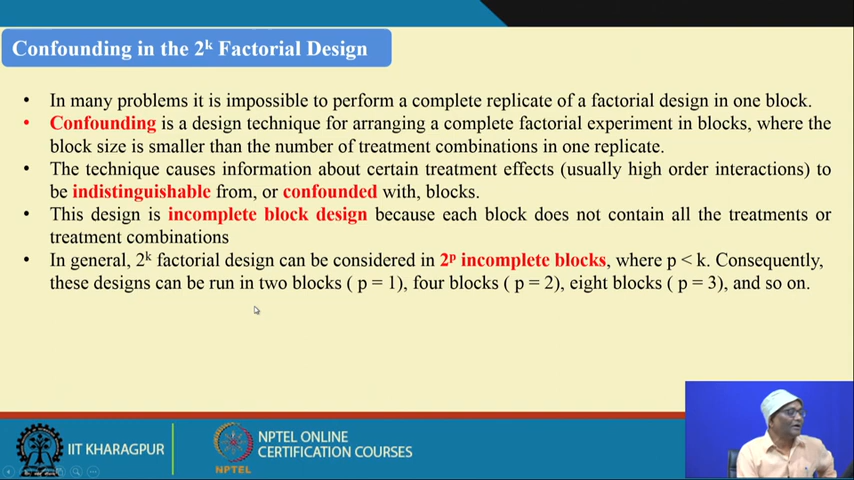 Confounding in the 2ᵏ Factorial Design
• In many problems it is impossible to perform a complete replicate of a factorial design in one block.
• Confounding is a design technique for arranging a complete factorial experiment in blocks, where the
block size is smaller than the number of treatment combinations in one replicate.
• The technique causes information about certain treatment effects (usually high order interactions) to
be indistinguishable from, or confounded with, blocks.
• This design is incomplete block design because each block does not contain all the treatments or
treatment combinations
• In general, 2ᵏ factorial design can be considered in 2ᵖ incomplete blocks, where p < k. Consequently,
these designs can be run in two blocks ( p = 1), four blocks ( p = 2), eight blocks ( p = 3), and so on.
IIT KHARAGPUR
NPTEL
NPTEL ONLINE
CERTIFICATION COURSES